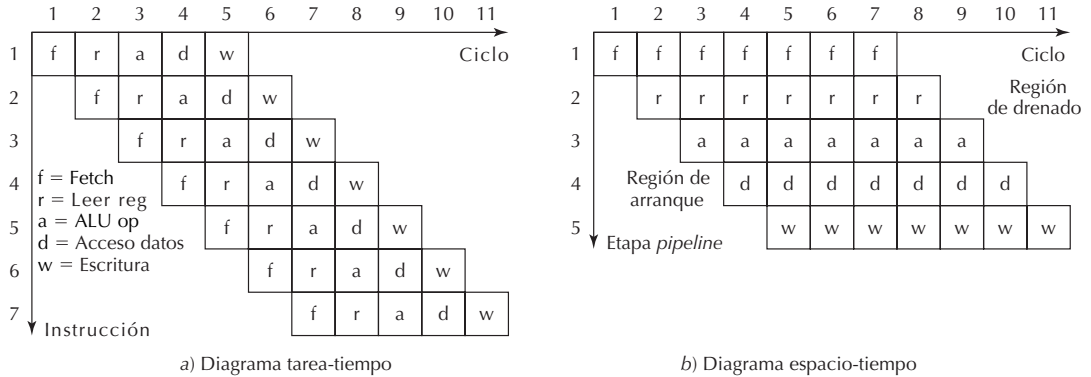 1 2 3 4 5 6 7 8 9 10 11
Ciclo
1 f r a d w
2 f r a d w
3 f r a d w
4 f r a d w
5 f r a d w
6 f r a d w
7 f r a d w
f = Fetch
r = Leer reg
a = ALU op
d = Acceso datos
w = Escritura
Instrucción
a) Diagrama tarea-tiempo
1 2 3 4 5 6 7 8 9 10 11
Ciclo
1 f f f f f f f
2 r r r r r r r
Región
de drenado
3 a a a a a a a
4 d d d d d d d
Región de
arranque
5 w w w w w w w
Etapa pipeline
b) Diagrama espacio-tiempo